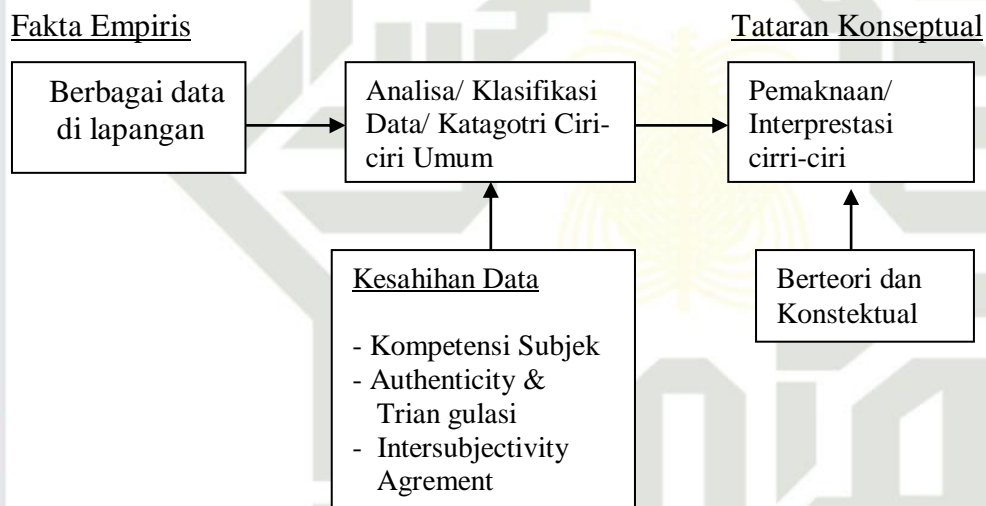 Fakta Empiris
Tataran Konseptual
Berbagai data
di lapangan
Analisa/ Klasifikasi
Data/ Katagotri Ciri-
ciri Umum
Pemaknaan/
Interprestasi
cirri-ciri
Kesahihan Data
- Kompetensi Subjek
- Authenticity &
Trian gulasi
- Intersubjectivity
Agrement
Berteori dan
Konstektual